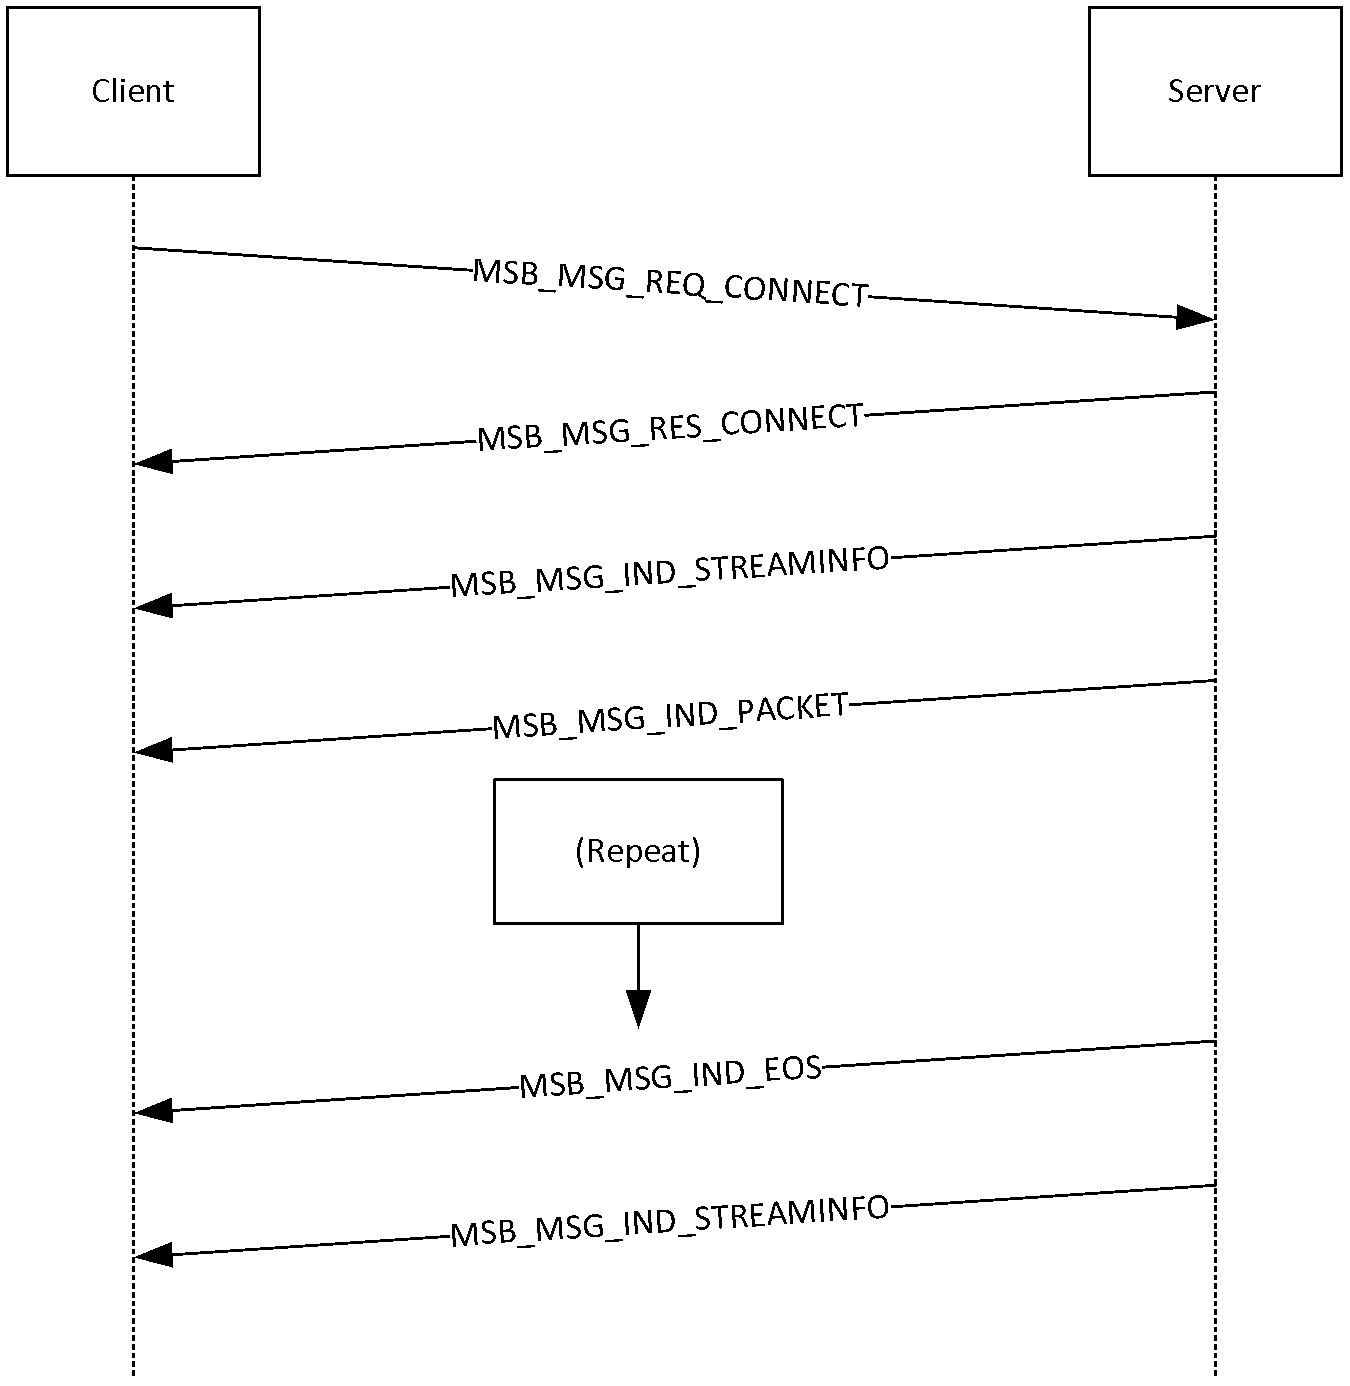 Client
Server
MSB_MSG_REQ_CONNECT
MSB_MSG_RES_CONNECT
MSB_MSG_IND_STREAMINFO
MSB_MSG_IND_PACKET
(Repeat)
MSB_MSG_IND_EOS
MSB_MSG_IND_STREAMINFO